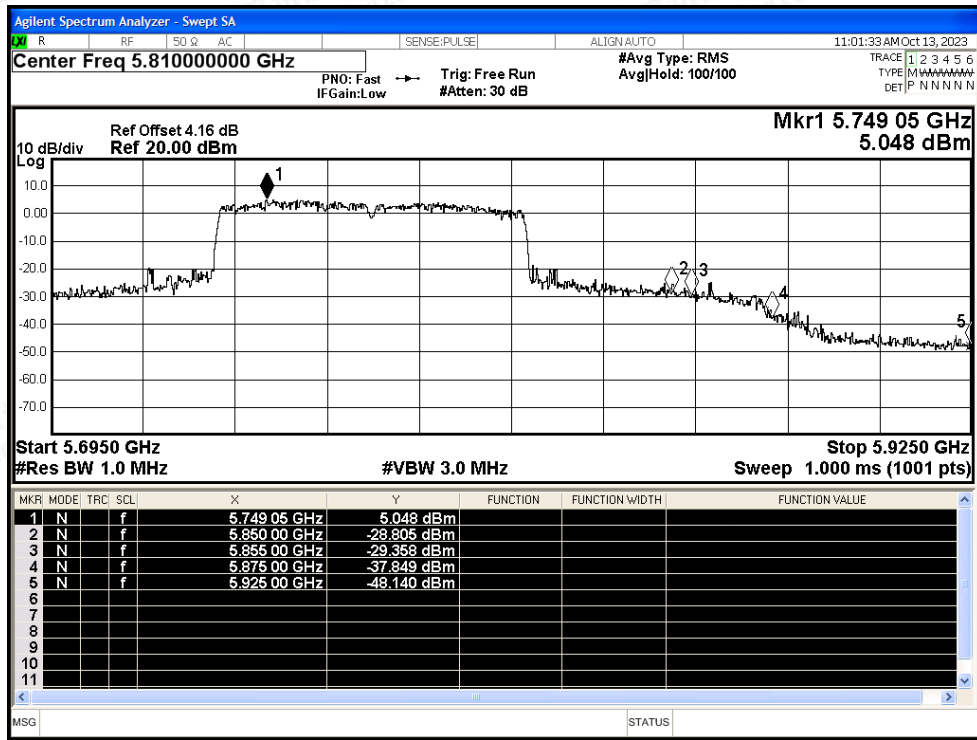 Agilent Spectrum Analyzer - Swept SA
LXI R RF 50 Ω AC SENSE:PULSE ALIGN AUTO 11:01:33 AM Oct 13, 2023
Center Freq 5.810000000 GHz
PNO: Fast
IFGain:Low
Trig: Free Run
#Atten: 30 dB
#Avg Type: RMS
Avg|Hold: 100/100
TRACE 1 2 3 4 5 6
TYPE M
DET P N N N N N
Mkr1 5.749 05 GHz
5.048 dBm
Ref Offset 4.16 dB
10 dB/div Ref 20.00 dBm
Log
10.0
0.00
-10.0
-20.0
-30.0
-40.0
-50.0
-60.0
-70.0
1
2 3
4
5
Start 5.6950 GHz Stop 5.9250 GHz
#Res BW 1.0 MHz #VBW 3.0 MHz Sweep 1.000 ms (1001 pts)
MKR MODE TRC SCL X Y FUNCTION FUNCTION WIDTH FUNCTION VALUE
1 N f 5.749 05 GHz 5.048 dBm
2 N f 5.850 00 GHz -28.805 dBm
3 N f 5.855 00 GHz -29.358 dBm
4 N f 5.875 00 GHz -37.849 dBm
5 N f 5.925 00 GHz -48.140 dBm
6
7
8
9
10
11
MSG STATUS